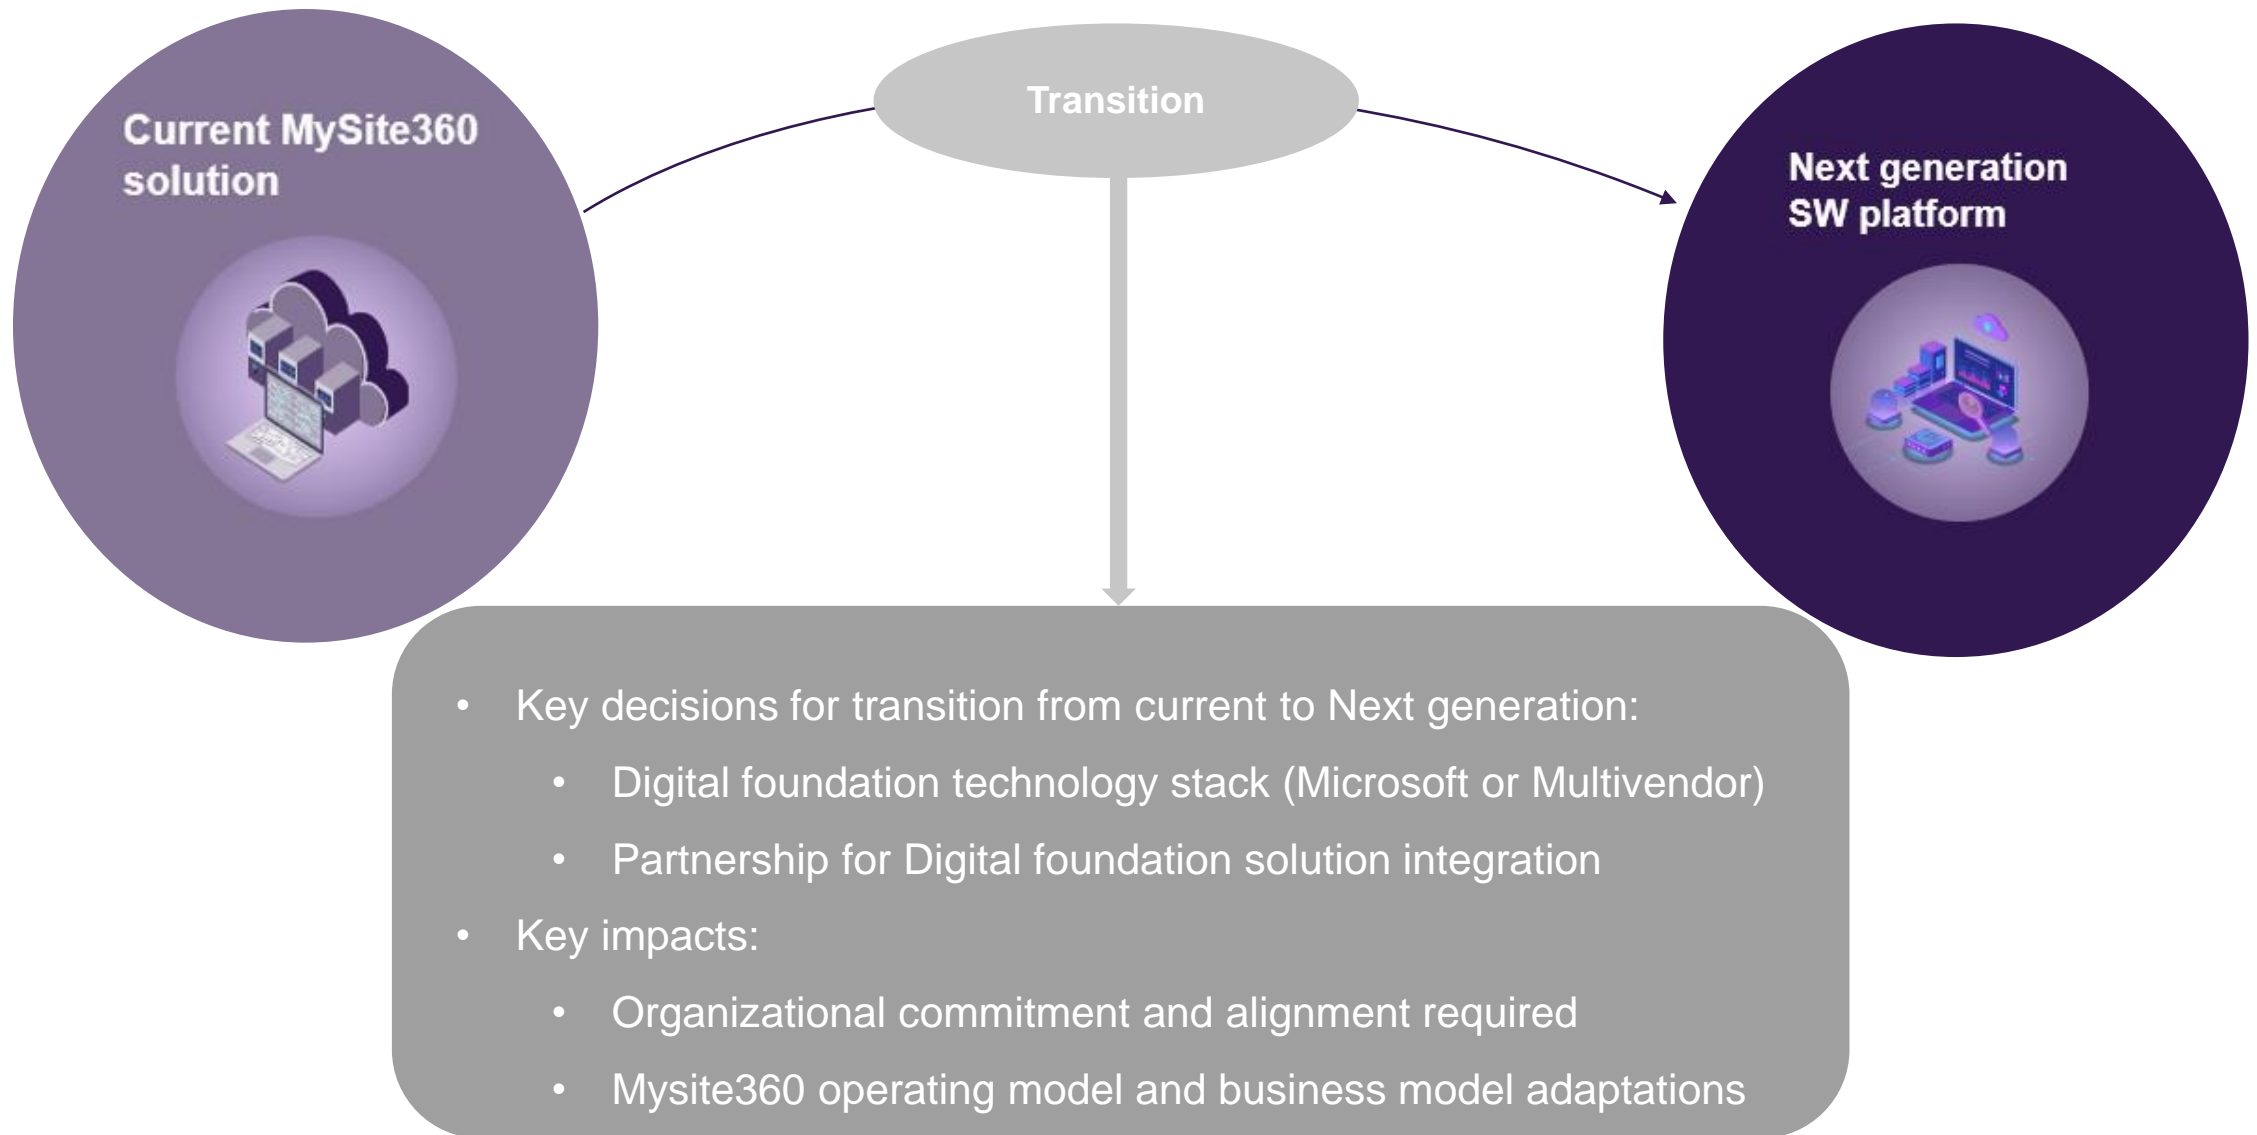 Current MySite360
solution
Transition
Next generation
SW platform
• Key decisions for transition from current to Next generation:
• Digital foundation technology stack (Microsoft or Multivendor)
• Partnership for Digital foundation solution integration
• Key impacts:
• Organizational commitment and alignment required
• Mysite360 operating model and business model adaptations